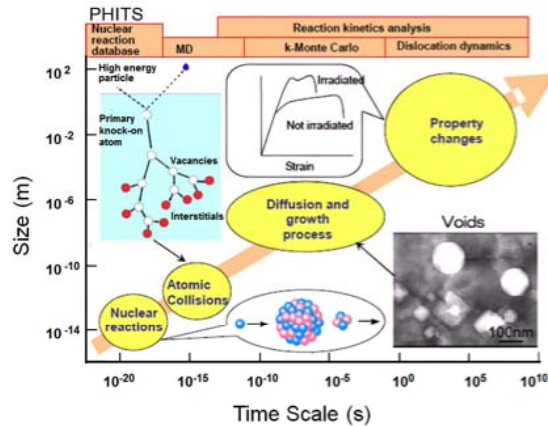 PHITS
Reaction kinetics analysis
Nuclear
reaction
database
MD
k-Monte Carlo
Dislocation dynamics
High energy
particle
Primary
knock-on
atom
Vacancies
Interstitials
Irradiated
Not irradiated
Strain
Property
changes
Diffusion and
growth
process
Voids
100nm
Atomic
Collisions
Nuclear
reactions
Size (m)
10²
10⁻²
10⁻⁶
10⁻¹⁰
10⁻¹⁴
10⁻²⁰ 10⁻¹⁵ 10⁻¹⁰ 10⁻⁵ 10⁰ 10⁵ 10¹⁰
Time Scale (s)